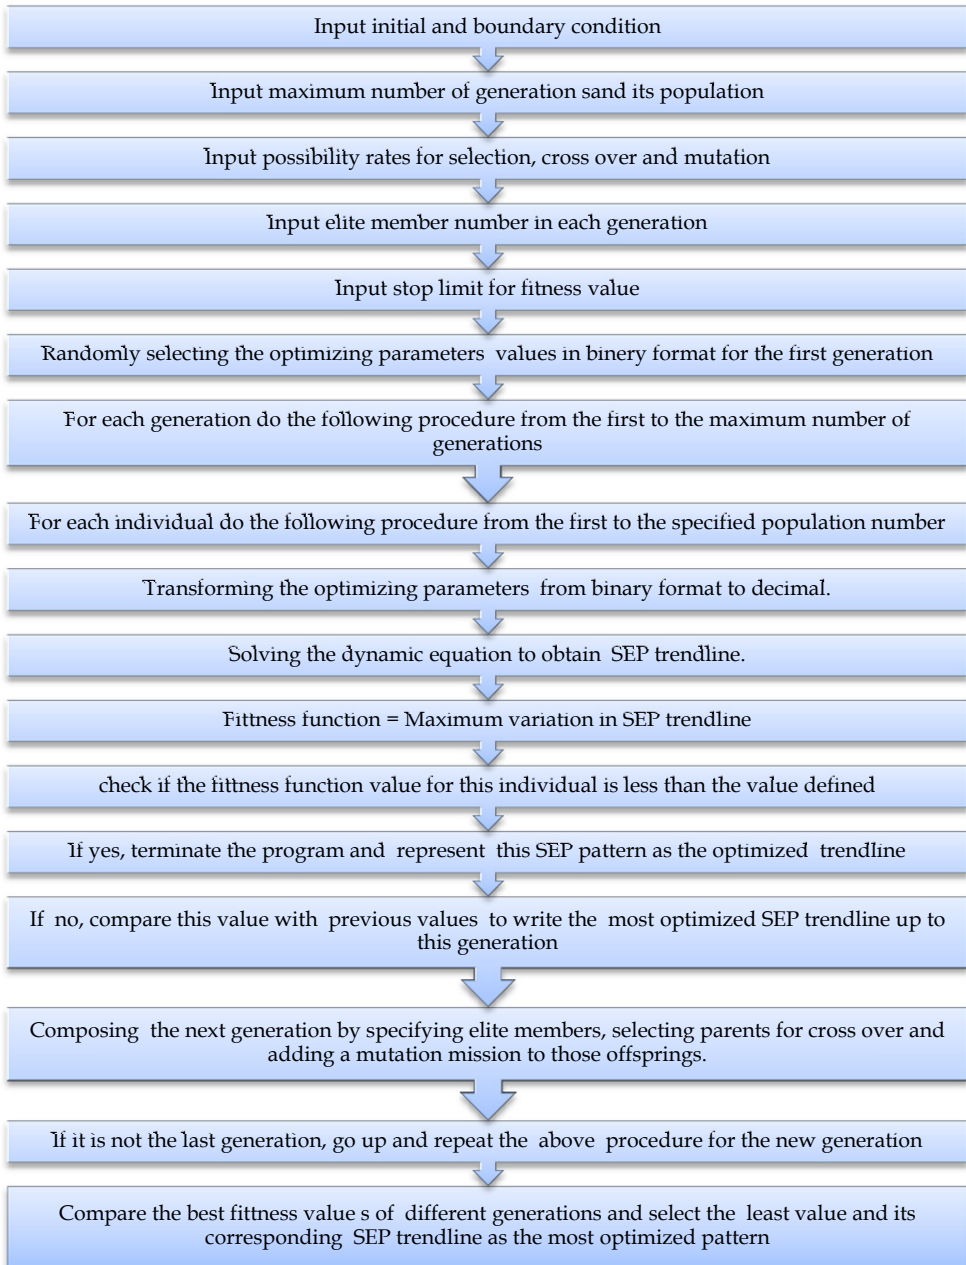 Input initial and boundary condition
Input maximum number of generation sand its population
Input possibility rates for selection, cross over and mutation
Input elite member number in each generation
Input stop limit for fitness value
Randomly selecting the optimizing parameters values in binery format for the first generation
For each generation do the following procedure from the first to the maximum number of
generations
For each individual do the following procedure from the first to the specified population number
Transforming the optimizing parameters from binary format to decimal.
Solving the dynamic equation to obtain SEP trendline.
Fittness function = Maximum variation in SEP trendline
check if the fittness function value for this individual is less than the value defined
If yes, terminate the program and represent this SEP pattern as the optimized trendline
If no, compare this value with previous values to write the most optimized SEP trendline up to
this generation
Composing the next generation by specifying elite members, selecting parents for cross over and
adding a mutation mission to those offsprings.
If it is not the last generation, go up and repeat the above procedure for the new generation
Compare the best fittness value s of different generations and select the least value and its
corresponding SEP trendline as the most optimized pattern